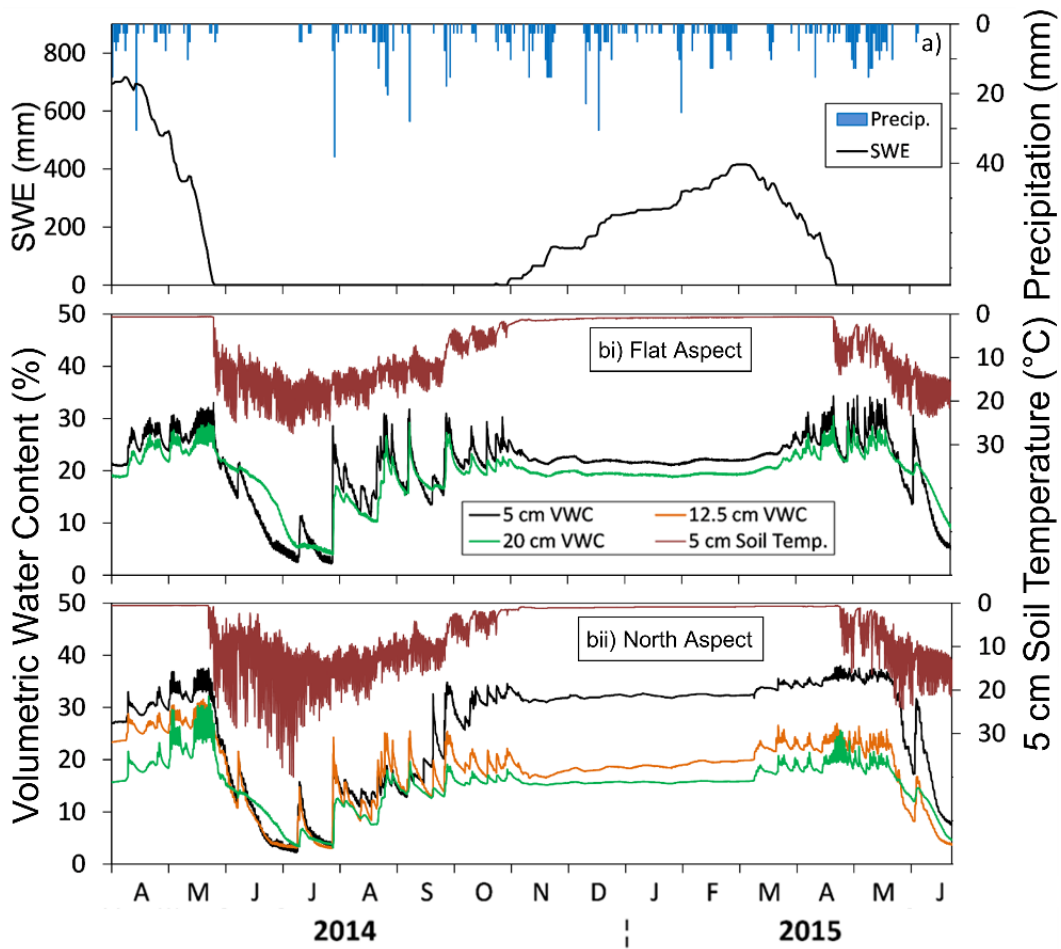 a)
800
600
400
200
0
SWE (mm)
0
20
40
Precipitation (mm)
Precip.
SWE
bi) Flat Aspect
50
40
30
20
10
0
0
10
20
30
5 cm VWC 12.5 cm VWC
20 cm VWC 5 cm Soil Temp.
Volumetric Water Content (%)
5 cm Soil Temperature (°C)
bii) North Aspect
50
40
30
20
10
0
0
10
20
30
A M J J A S O N D J F M A M J
2014 2015